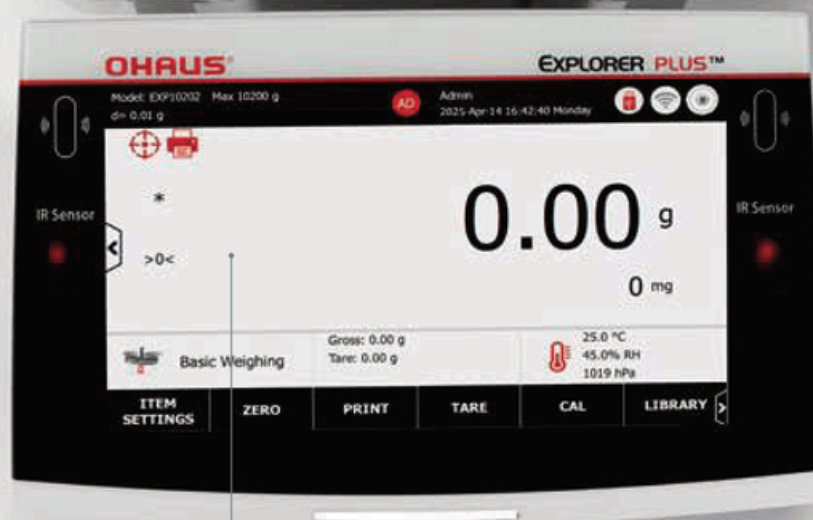 OHAUS
EXPLORER PLUS™
Model: EXP10202 Max 10200 g
d= 0.01 g
AD
Admin
2025-Apr-14 16:42:40 Monday
IR Sensor
IR Sensor
*
0.00 g
>0<
0 mg
Basic Weighing
Gross: 0.00 g
Tare: 0.00 g
25.0 °C
45.0% RH
1019 hPa
ITEM
SETTINGS
ZERO
PRINT
TARE
CAL
LIBRARY